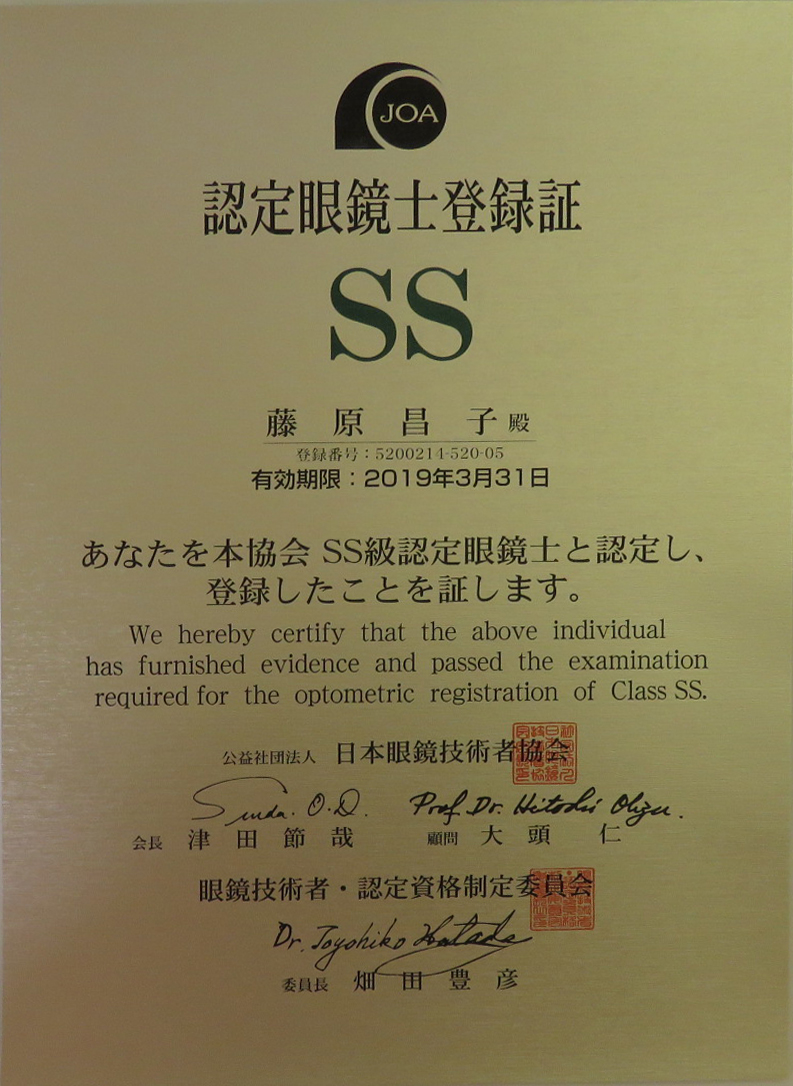 JOA
認定眼鏡士登録証
SS
藤原昌子殿
登録番号：5200214-520-05
有効期限：2019年3月31日
あなたを本協会 SS級認定眼鏡士と認定し、
登録したことを証します。
We hereby certify that the above individual
has furnished evidence and passed the examination
required for the optometric registration of Class SS.
公益社団法人 日本眼鏡技術者協会
Tsuda. O.D. Prof. Dr. Hitoshi Ohzu.
会長 津田節哉 顧問 大頭 仁
眼鏡技術者・認定資格制定委員会
Dr. Toyohiko Hatada
委員長 畑田豊彦